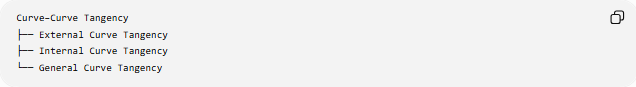 Curve–Curve Tangency
├── External Curve Tangency
├── Internal Curve Tangency
└── General Curve Tangency